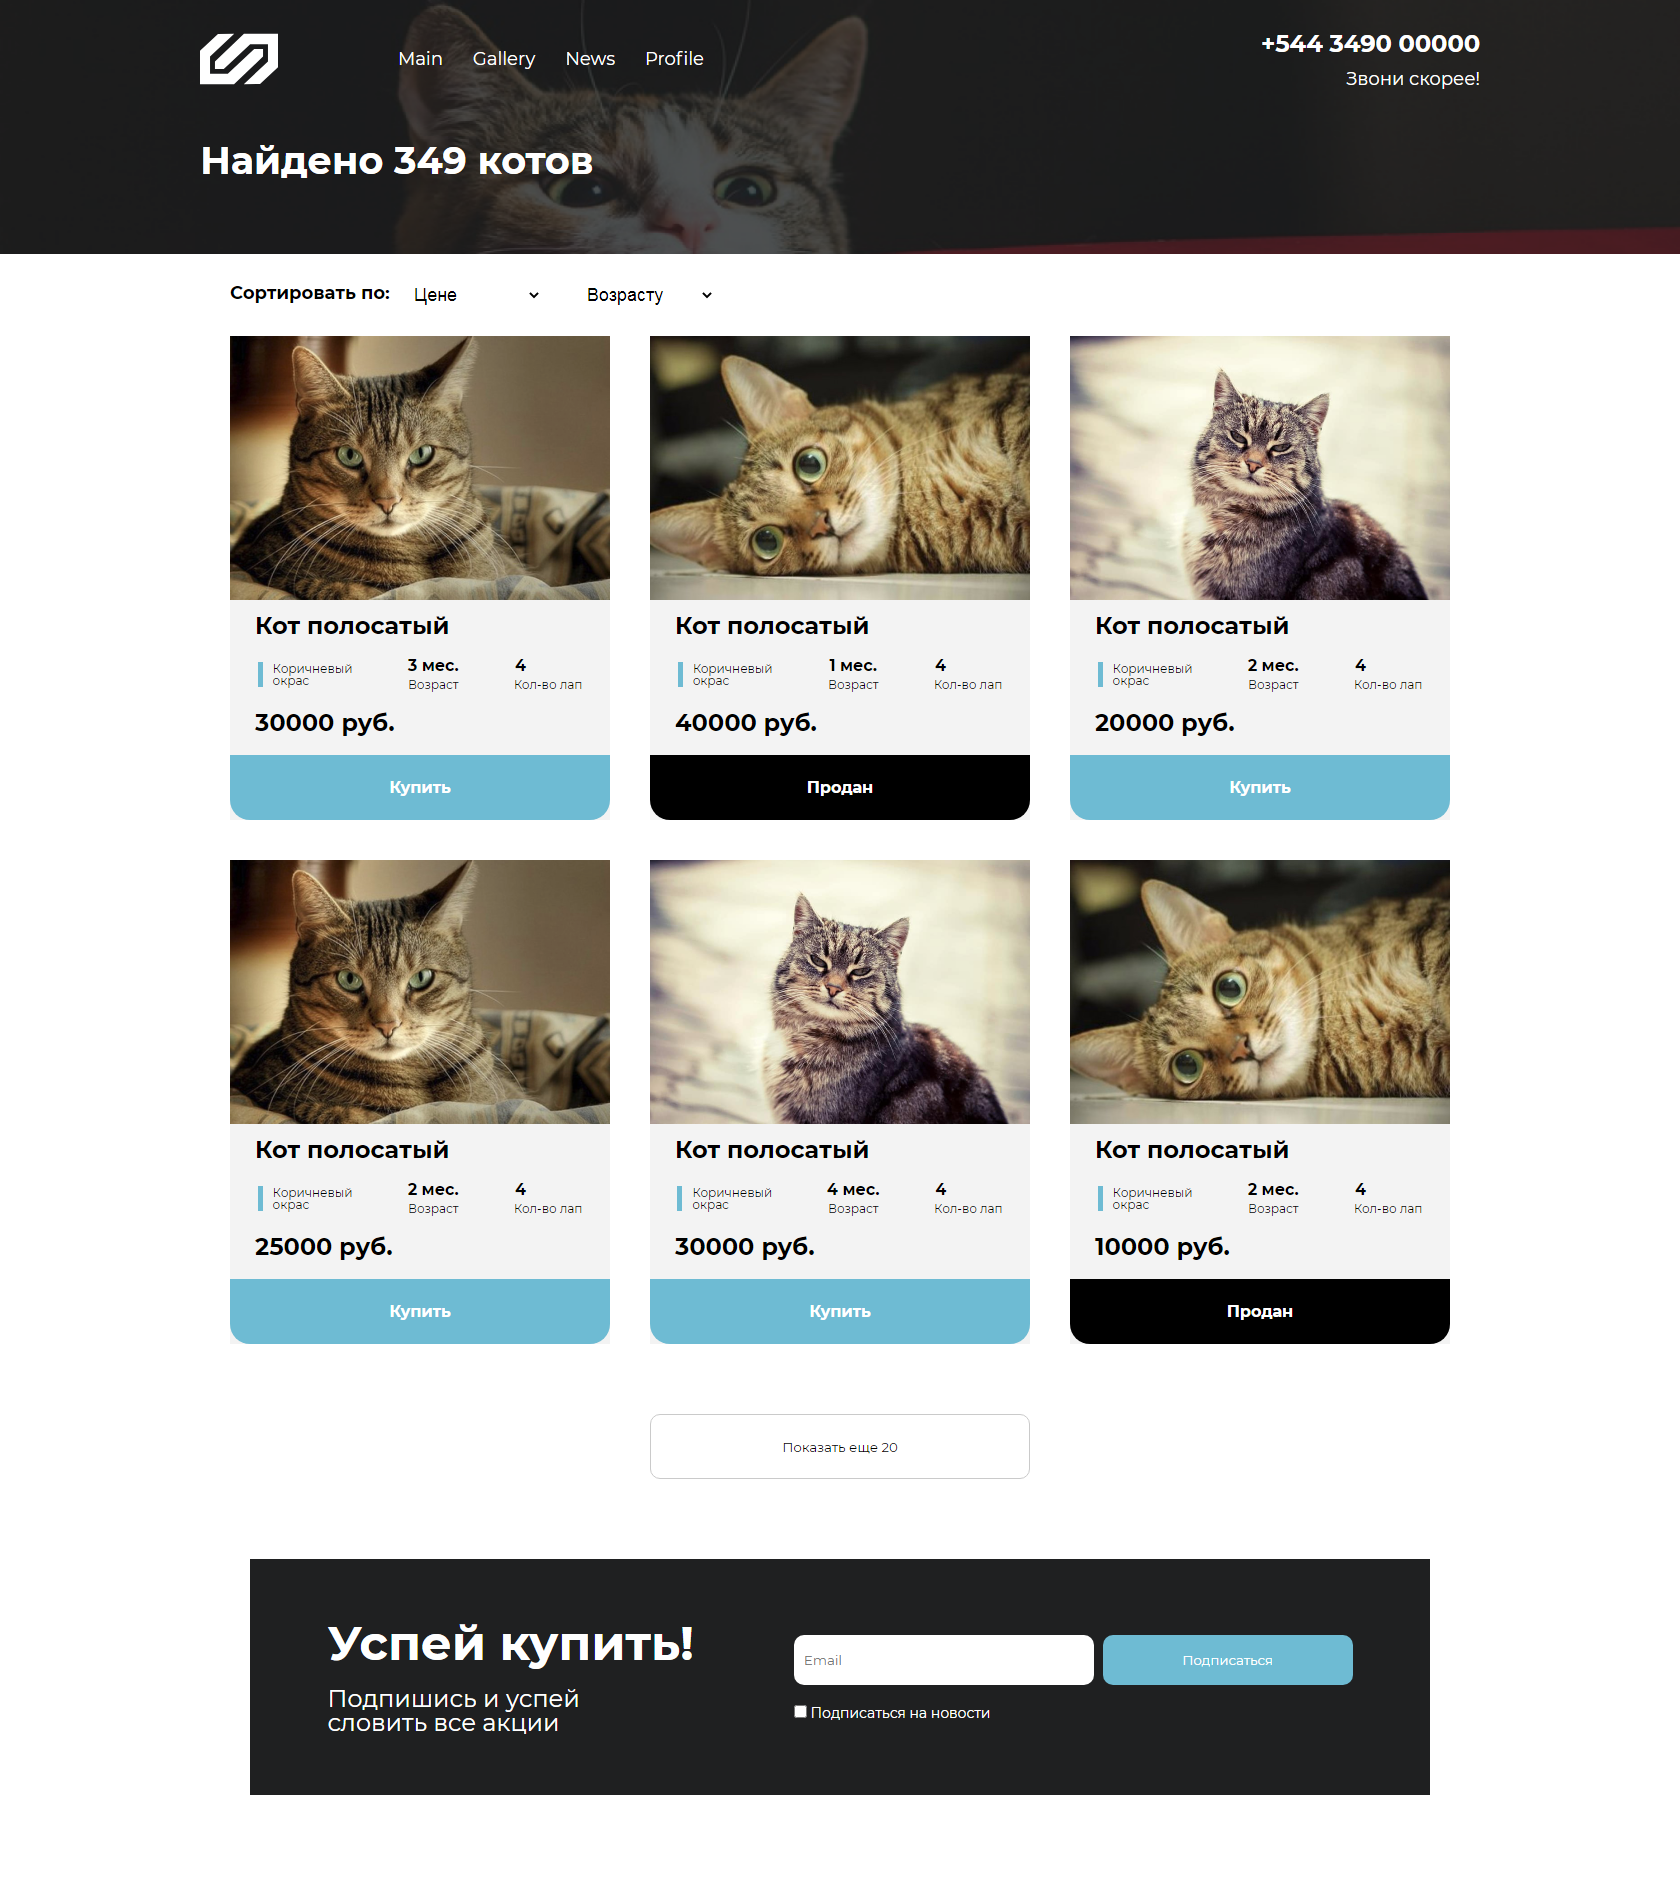 Main
Gallery
News
Profile
+544 3490 00000
Звони скорее!
Найдено 349 котов
Сортировать по:
Цене
Возрасту
Кот полосатый
Коричневый
окрас
3 мес.
Возраст
4
Кол-во лап
30000 руб.
Купить
Кот полосатый
Коричневый
окрас
1 мес.
Возраст
4
Кол-во лап
40000 руб.
Продан
Кот полосатый
Коричневый
окрас
2 мес.
Возраст
4
Кол-во лап
20000 руб.
Купить
Кот полосатый
Коричневый
окрас
2 мес.
Возраст
4
Кол-во лап
25000 руб.
Купить
Кот полосатый
Коричневый
окрас
4 мес.
Возраст
4
Кол-во лап
30000 руб.
Купить
Кот полосатый
Коричневый
окрас
2 мес.
Возраст
4
Кол-во лап
10000 руб.
Продан
Показать еще 20
Успей купить!
Подпишись и успей
словить все акции
Email
Подписаться
Подписаться на новости